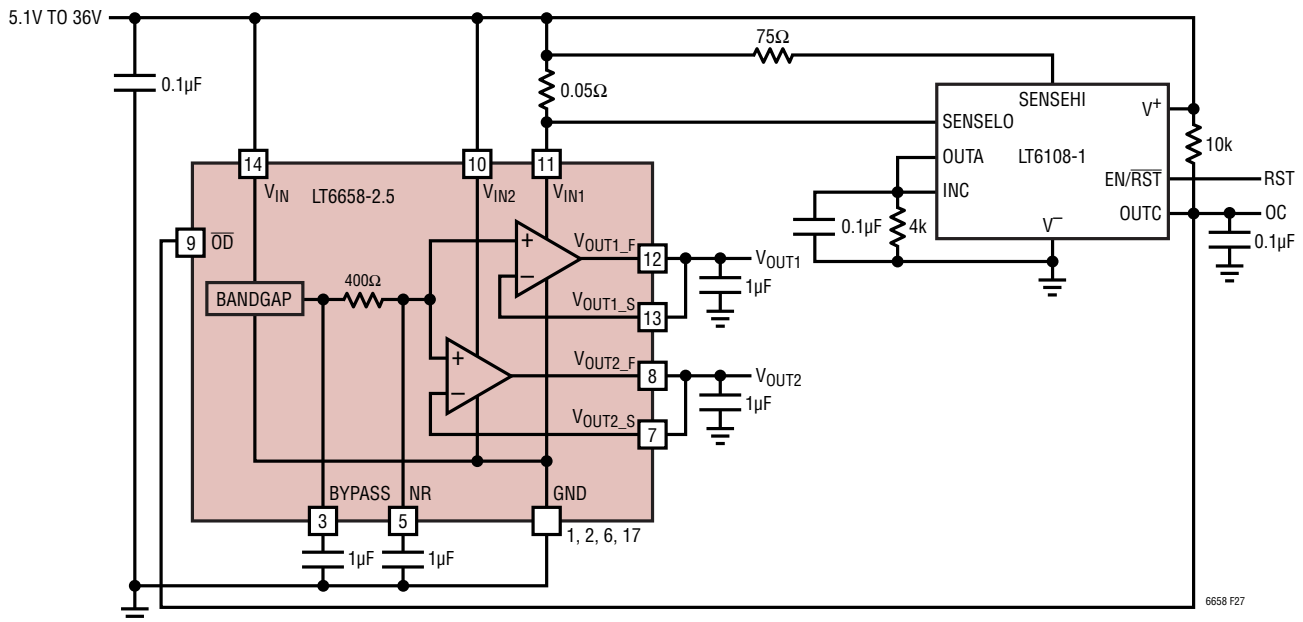 5.1V TO 36V
0.1µF
75Ω
0.05Ω
SENSEHI
SENSELO
V+
LT6108-1
OUTA
INC
EN/R̅S̅T̅
OUTC
V–
10k
RST
OC
0.1µF
0.1µF
4k
14
10
11
VIN
LT6658-2.5
VIN2
VIN1
9
O̅D̅
BANDGAP
400Ω
+
–
VOUT1_F
12
VOUT1
1µF
VOUT1_S
13
+
–
VOUT2_F
8
VOUT2
1µF
VOUT2_S
7
BYPASS
NR
GND
3
5
1, 2, 6, 17
1µF
1µF
6658 F27